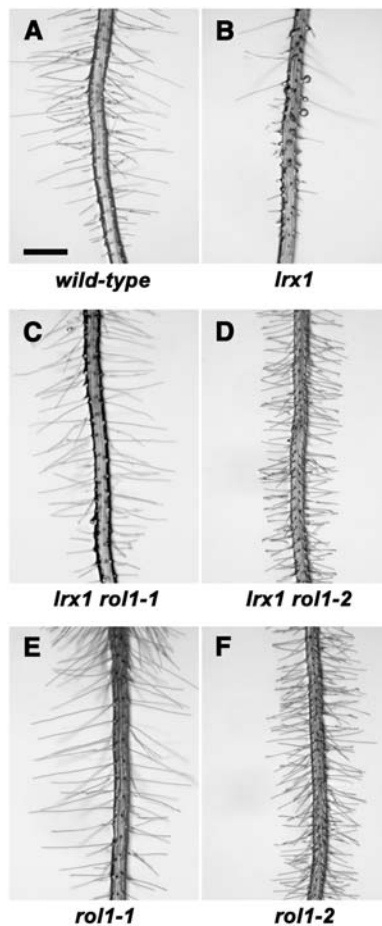 A
B
wild-type
lrx1
C
D
lrx1 rol1-1
lrx1 rol1-2
E
F
rol1-1
rol1-2